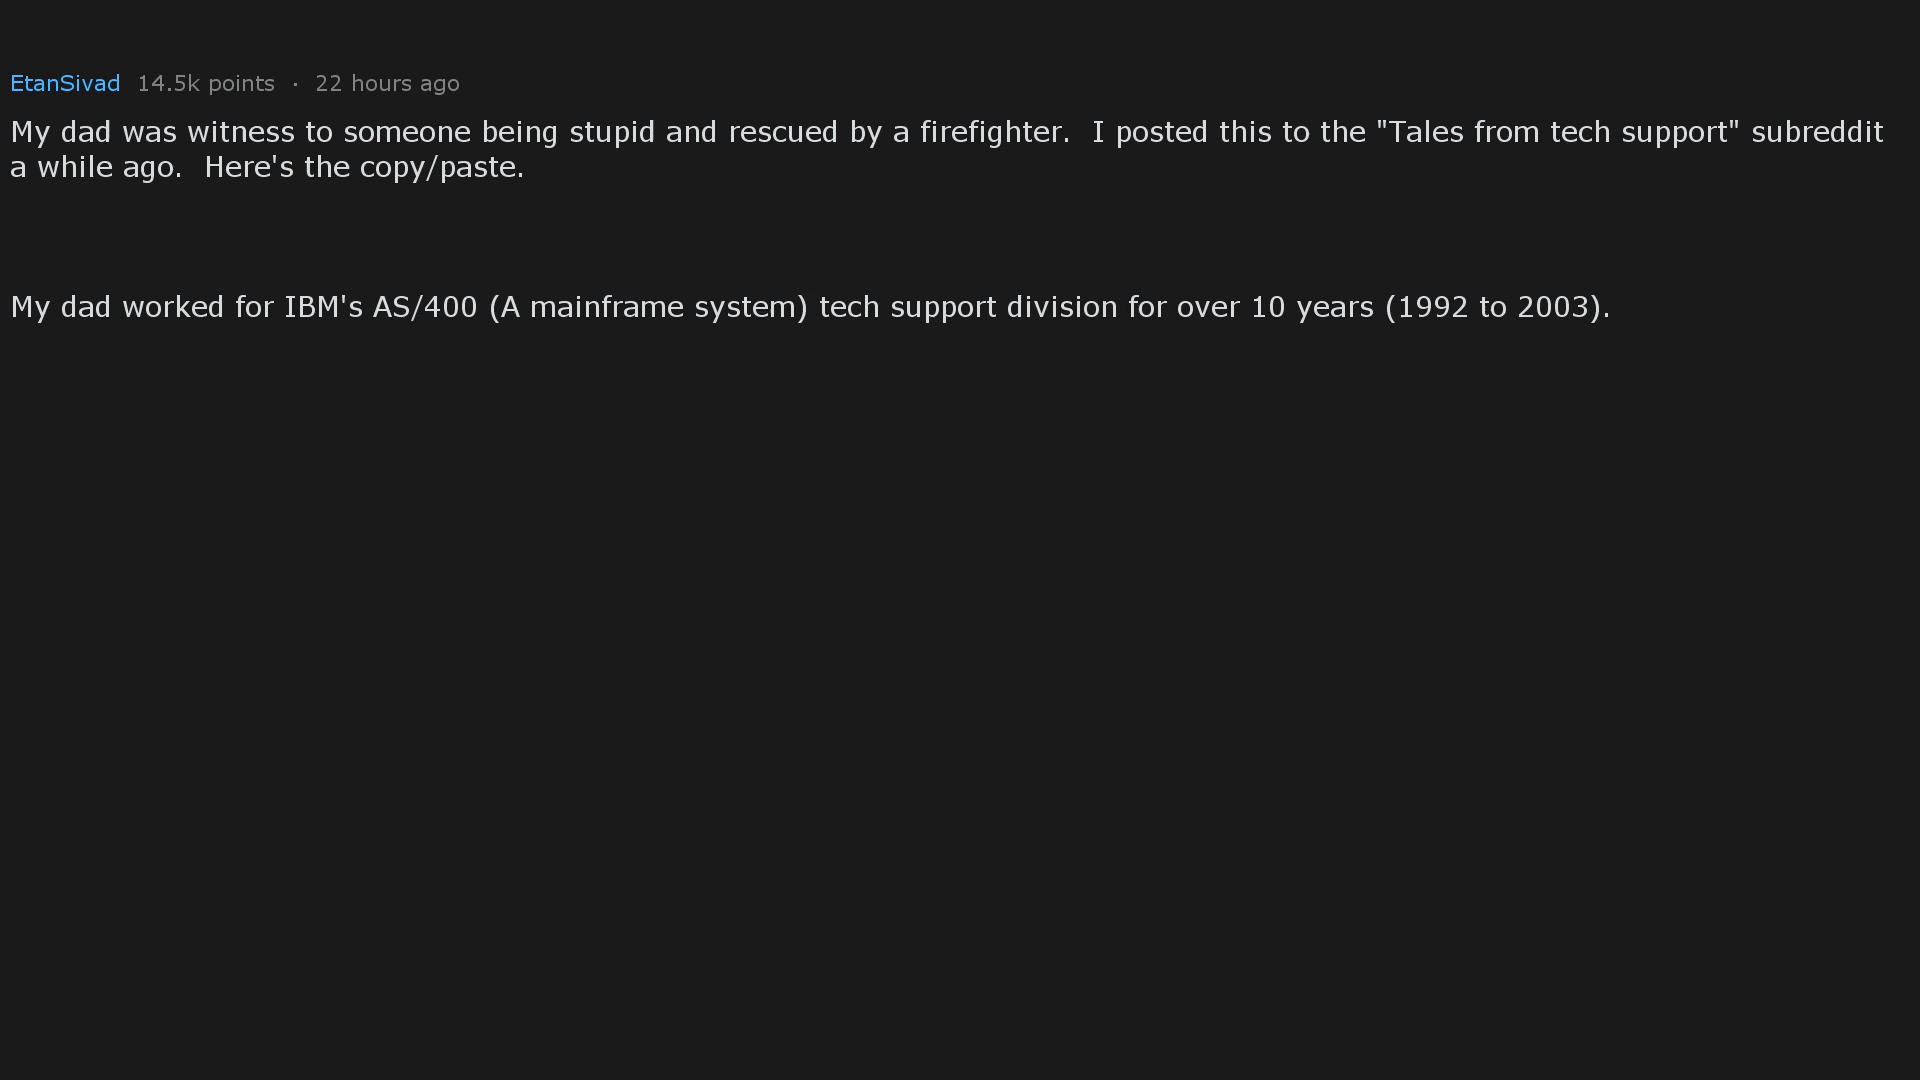 EtanSivad 14.5k points · 22 hours ago
My dad was witness to someone being stupid and rescued by a firefighter.  I posted this to the "Tales from tech support" subreddit
a while ago.  Here's the copy/paste.
My dad worked for IBM's AS/400 (A mainframe system) tech support division for over 10 years (1992 to 2003).